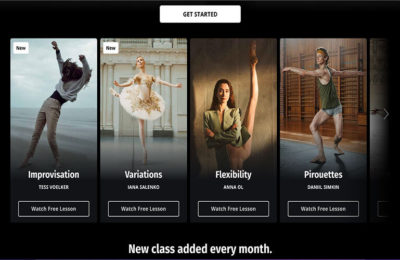 GET STARTED
New
New
Improvisation
TESS VOELKER
Watch Free Lesson
Variations
IANA SALENKO
Watch Free Lesson
Flexibility
ANNA OL
Watch Free Lesson
Pirouettes
DANIIL SIMKIN
Watch Free Lesson
New class added every month.